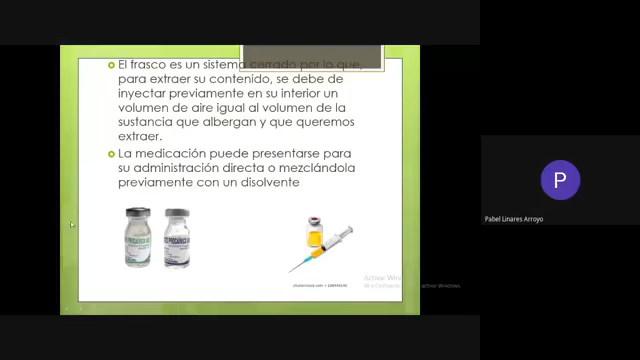 El frasco es un sistema cerrado por lo que,
para extraer su contenido, se debe de
inyectar previamente en su interior un
volumen de aire igual al volumen de la
sustancia que albergan y que queremos
extraer.
La medicación puede presentarse para
su administración directa o mezclándola
previamente con un disolvente
P
Pabel Linares Arroyo